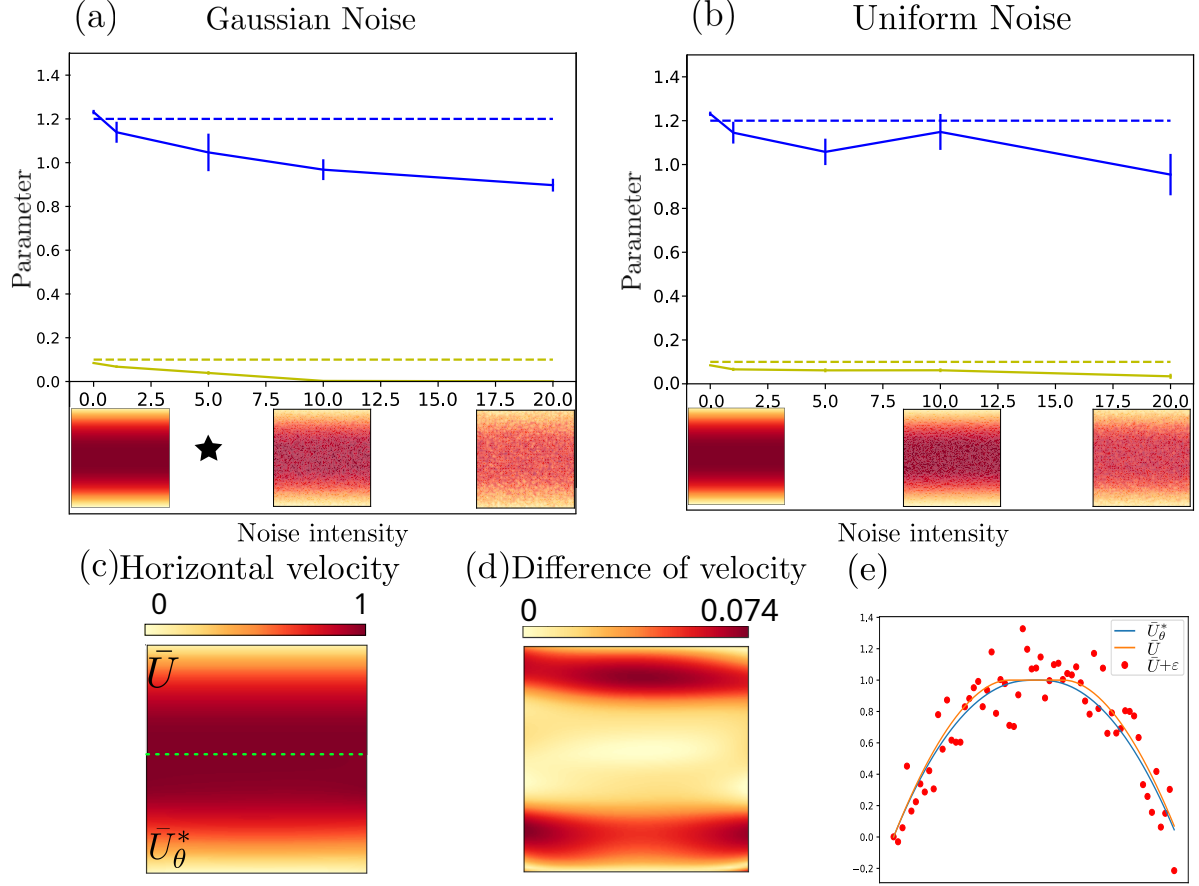 (a) Gaussian Noise
(b) Uniform Noise
Parameter
1.4
1.2
1.0
0.8
0.6
0.4
0.2
0.0
0.0 2.5 5.0 7.5 10.0 12.5 15.0 17.5 20.0
Noise intensity
Parameter
1.4
1.2
1.0
0.8
0.6
0.4
0.2
0.0
0.0 2.5 5.0 7.5 10.0 12.5 15.0 17.5 20.0
Noise intensity
(c) Horizontal velocity
0 1
Ū
Ū*θ
(d) Difference of velocity
0 0.074
(e)
1.4
1.2
1.0
0.8
0.6
0.4
0.2
0.0
−0.2
Ū*θ
Ū
Ū+ε